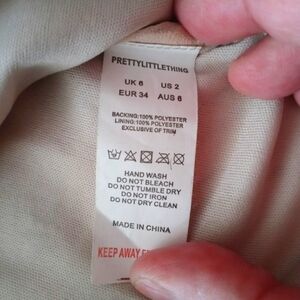 PRETTYLITTLETHING
UK 6 US 2
EUR 34 AUS 6
BACKING:100% POLYESTER
LINING:100% POLYESTER
EXCLUSIVE OF TRIM
HAND WASH
DO NOT BLEACH
DO NOT TUMBLE DRY
DO NOT IRON
DO NOT DRY CLEAN
MADE IN CHINA
KEEP AWAY